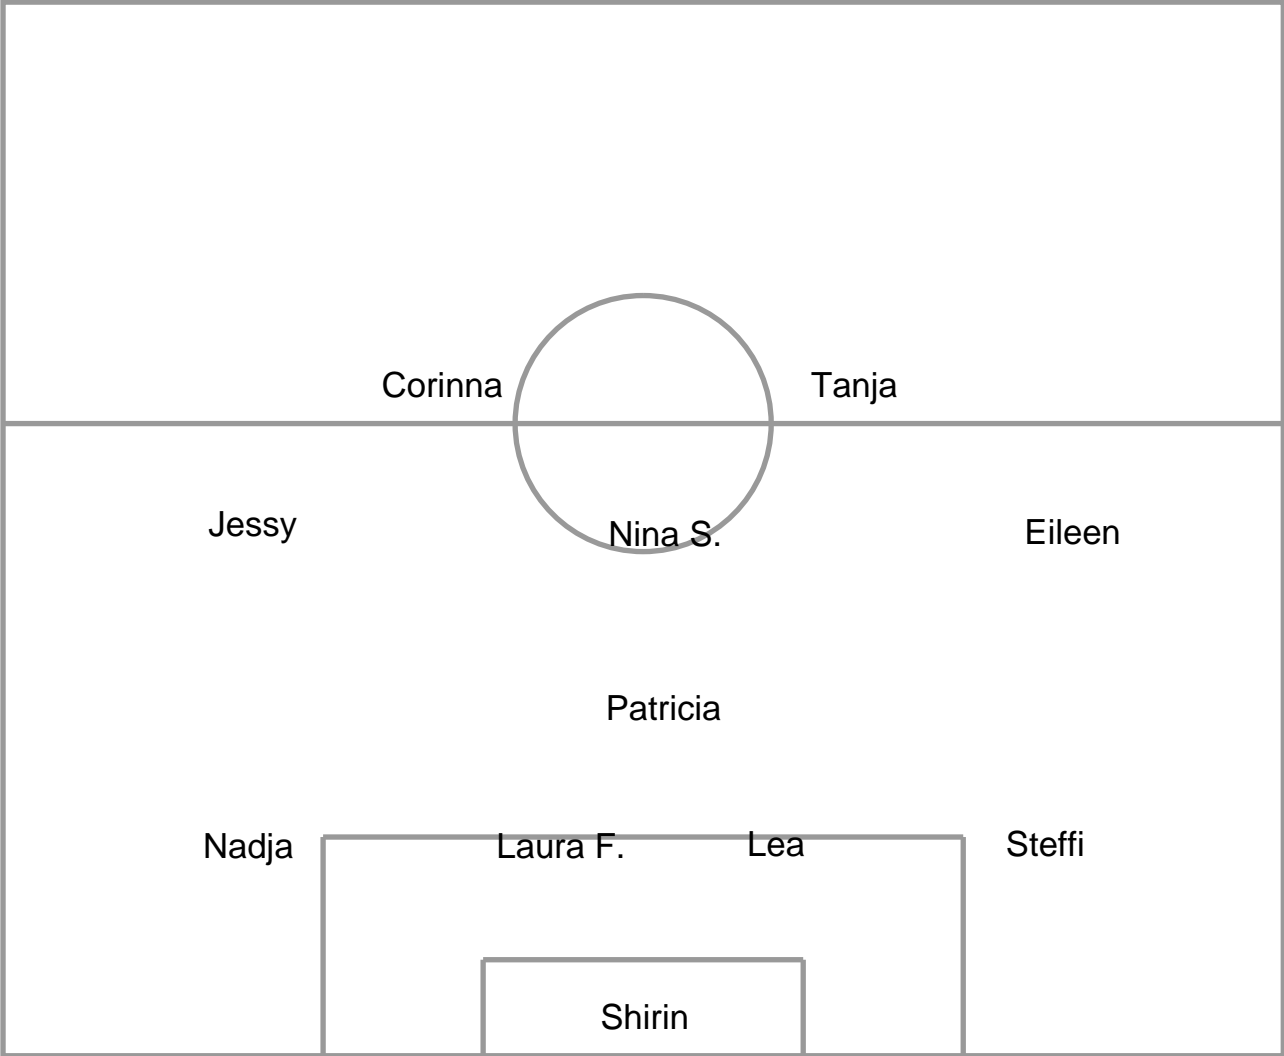 Corinna Tanja
Jessy Nina S. Eileen
Patricia
Nadja Laura F. Lea Steffi
Shirin